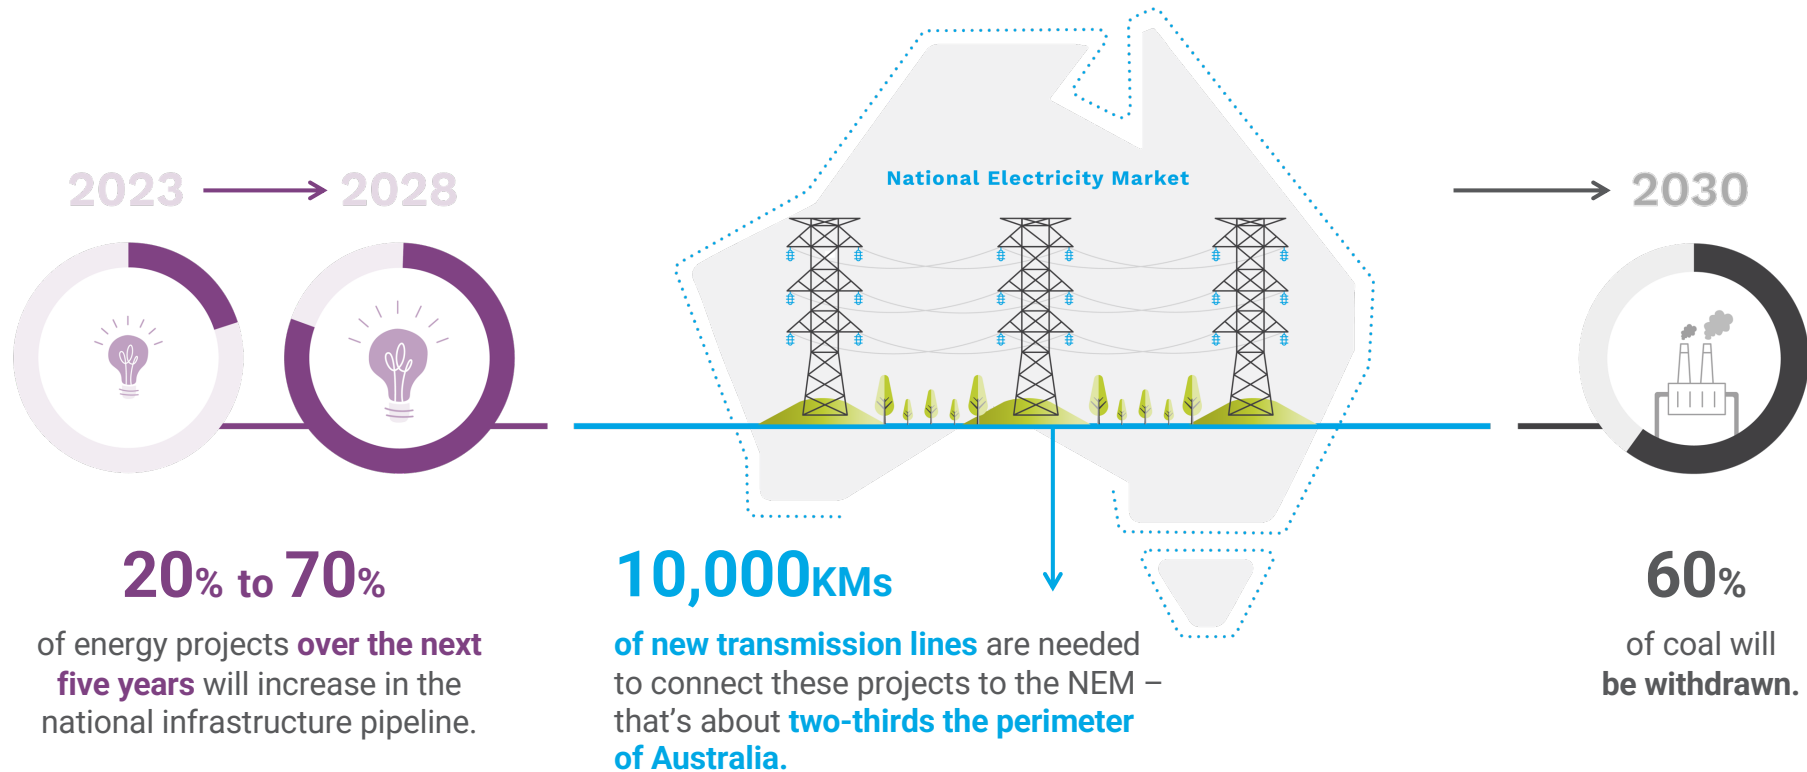 2023
2028
20% to 70%
of energy projects over the next
five years will increase in the
national infrastructure pipeline.
National Electricity Market
10,000KMs
of new transmission lines are needed
to connect these projects to the NEM –
that's about two-thirds the perimeter
of Australia.
2030
60%
of coal will
be withdrawn.